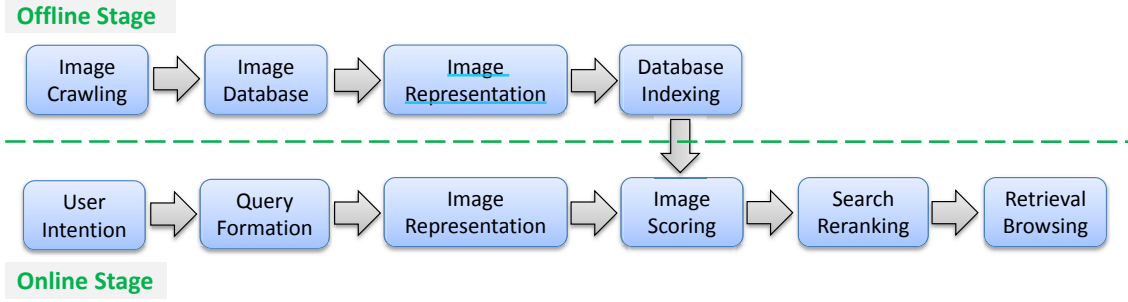 Offline Stage
Image
Crawling
Image
Database
Image
Representation
Database
Indexing
User
Intention
Query
Formation
Image
Representation
Image
Scoring
Search
Reranking
Retrieval
Browsing
Online Stage